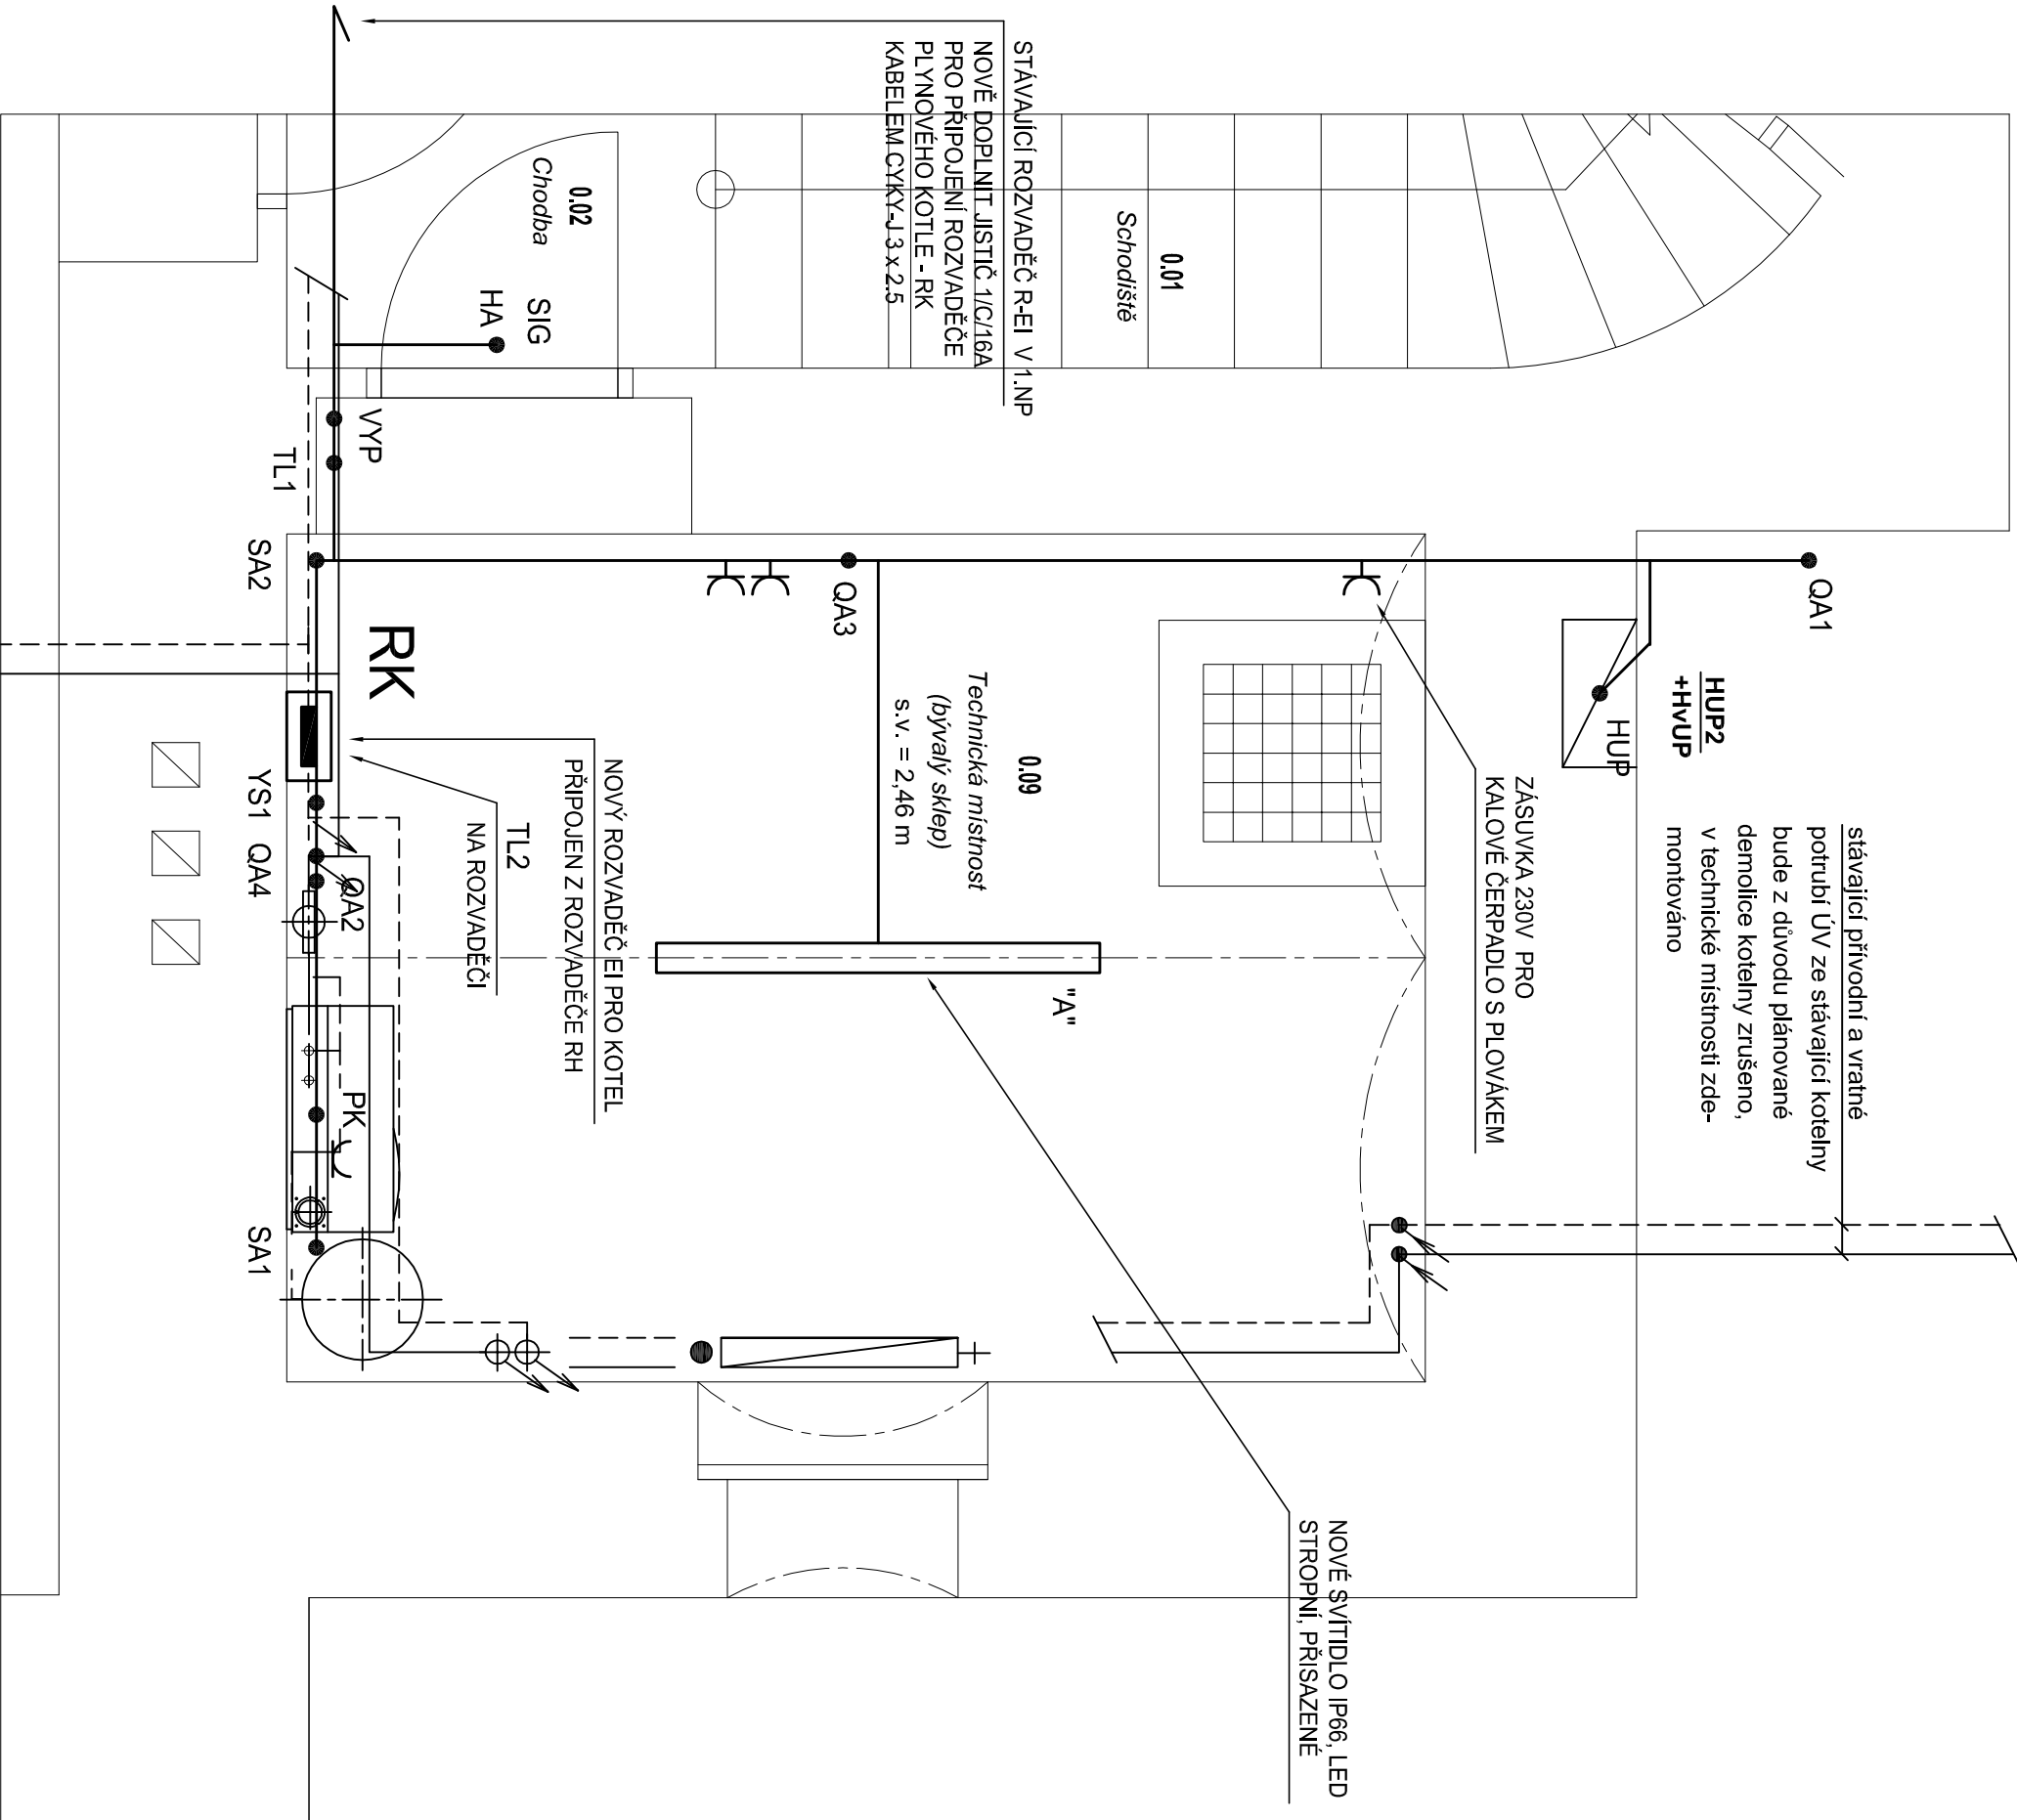 stávající přívodní a vratné
potrubí ÚV ze stávající kotelny
bude z důvodu plánované
demolice kotelny zrušeno,
v technické místnosti zde-
montováno
QA1
HUP2
+HvUP
HUP
ZÁSUVKA 230V PRO
KALOVÉ ČERPADLO S PLOVÁKEM
0.01
Schodiště
STÁVAJÍCÍ ROZVADĚČ R-EI V 1.NP
NOVĚ DOPLNIT JISTIČ 1/C/16A
PRO PŘIPOJENÍ ROZVADĚČE
PLYNOVÉHO KOTLE - RK
KABELEM CYKY-J 3 x 2.5
"A"
0.09
Technická místnost
(bývalý sklep)
s.v. = 2,46 m
QA3
NOVÉ SVÍTIDLO IP66, LED
STROPNÍ, PŘISAZENÉ
NOVÝ ROZVADĚČ EI PRO KOTEL
PŘIPOJEN Z ROZVADĚČE RH
TL2
NA ROZVADĚČI
0.02
Chodba
SIG
HA
VYP
TL1
RK
QA2
PK
SA2
YS1
QA4
SA1